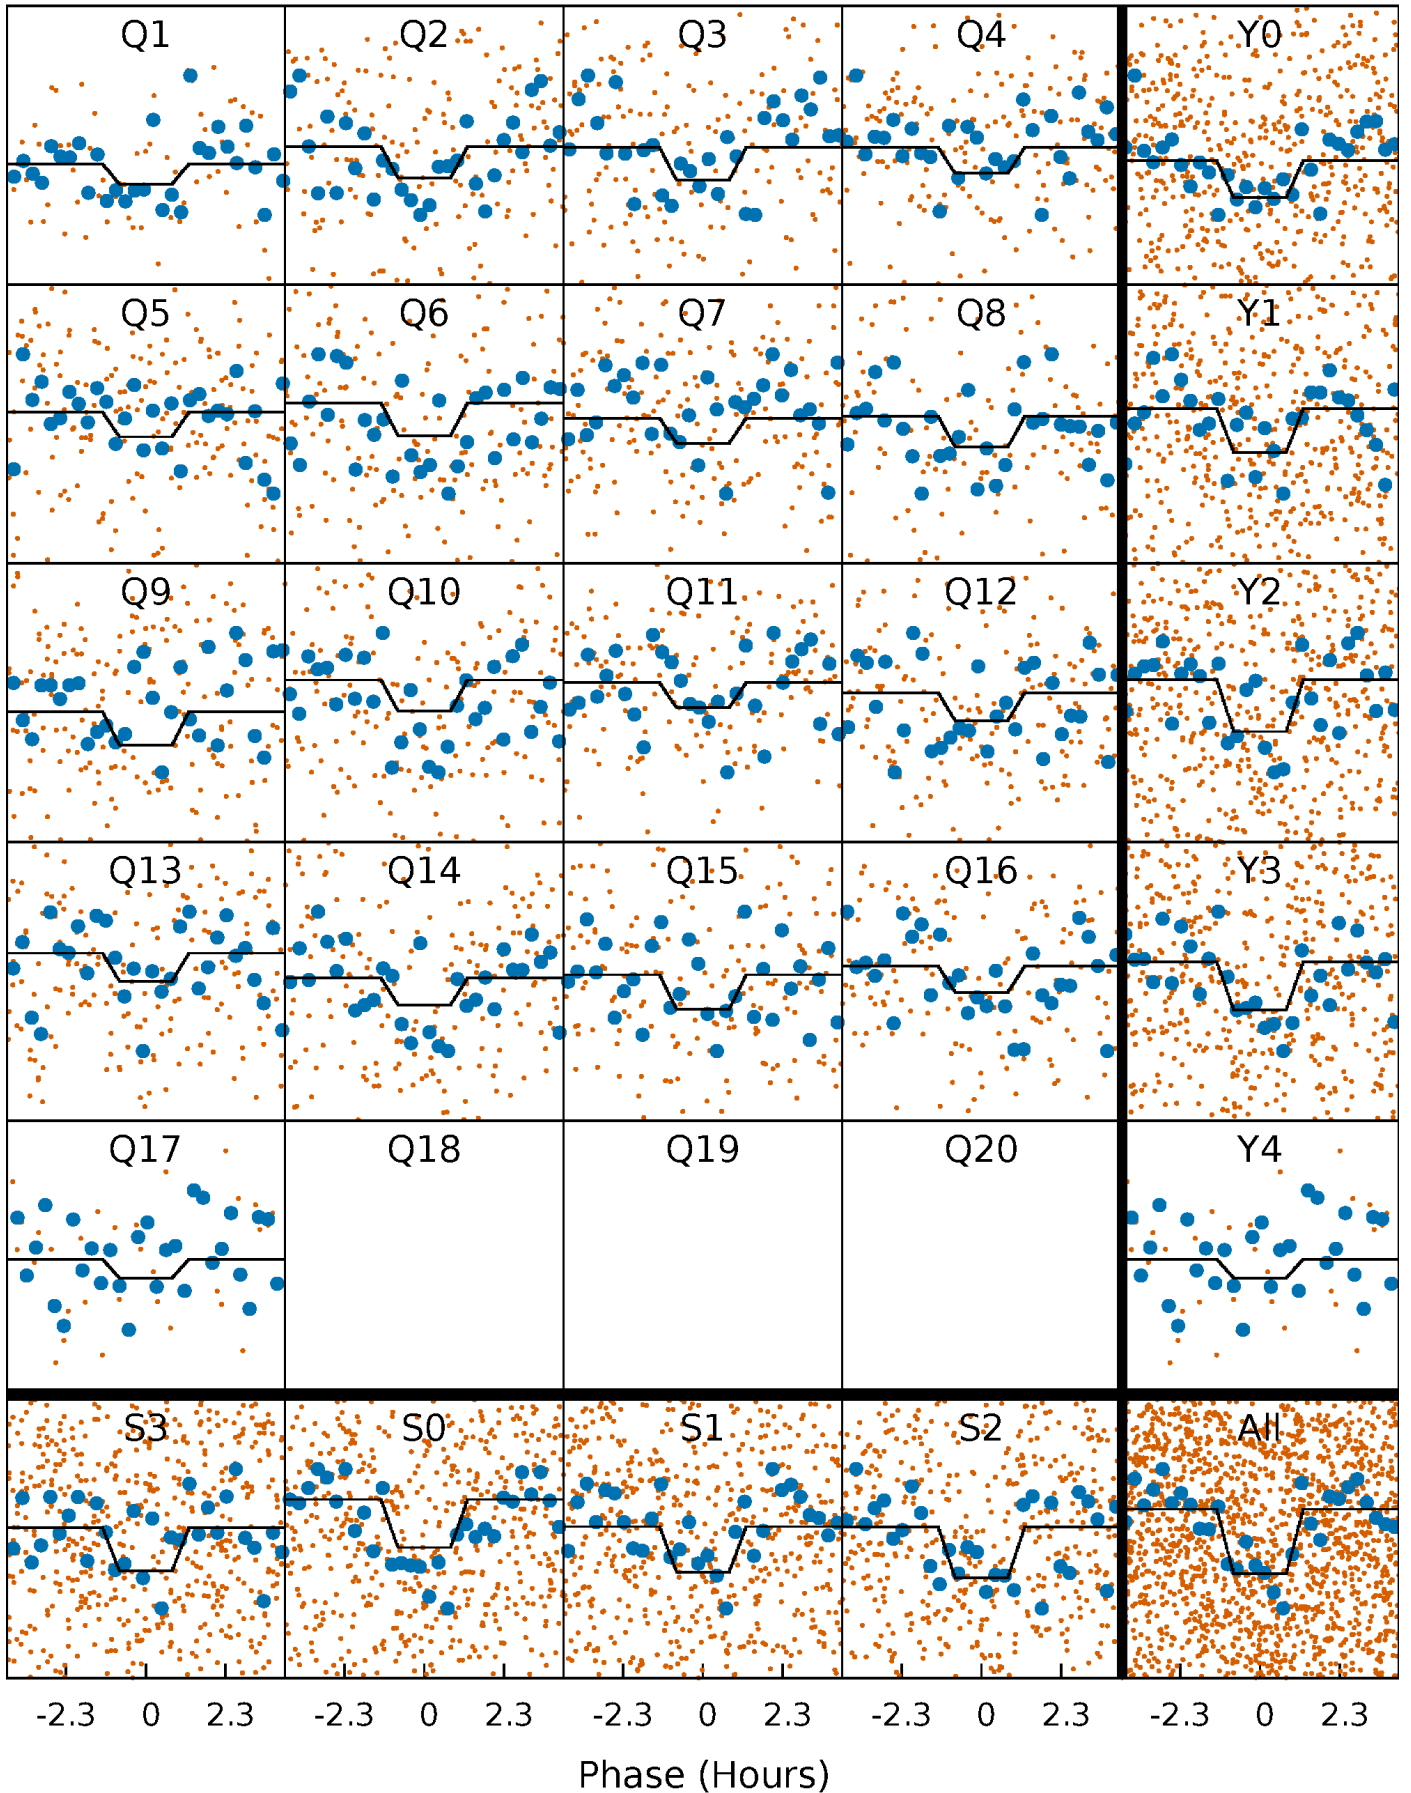 Q1 Q2 Q3 Q4 Y0
Q5 Q6 Q7 Q8 Y1
Q9 Q10 Q11 Q12 Y2
Q13 Q14 Q15 Q16 Y3
Q17 Q18 Q19 Q20 Y4
S3 S0 S1 S2 All
-2.3 0 2.3 -2.3 0 2.3 -2.3 0 2.3 -2.3 0 2.3 -2.3 0 2.3
Phase (Hours)